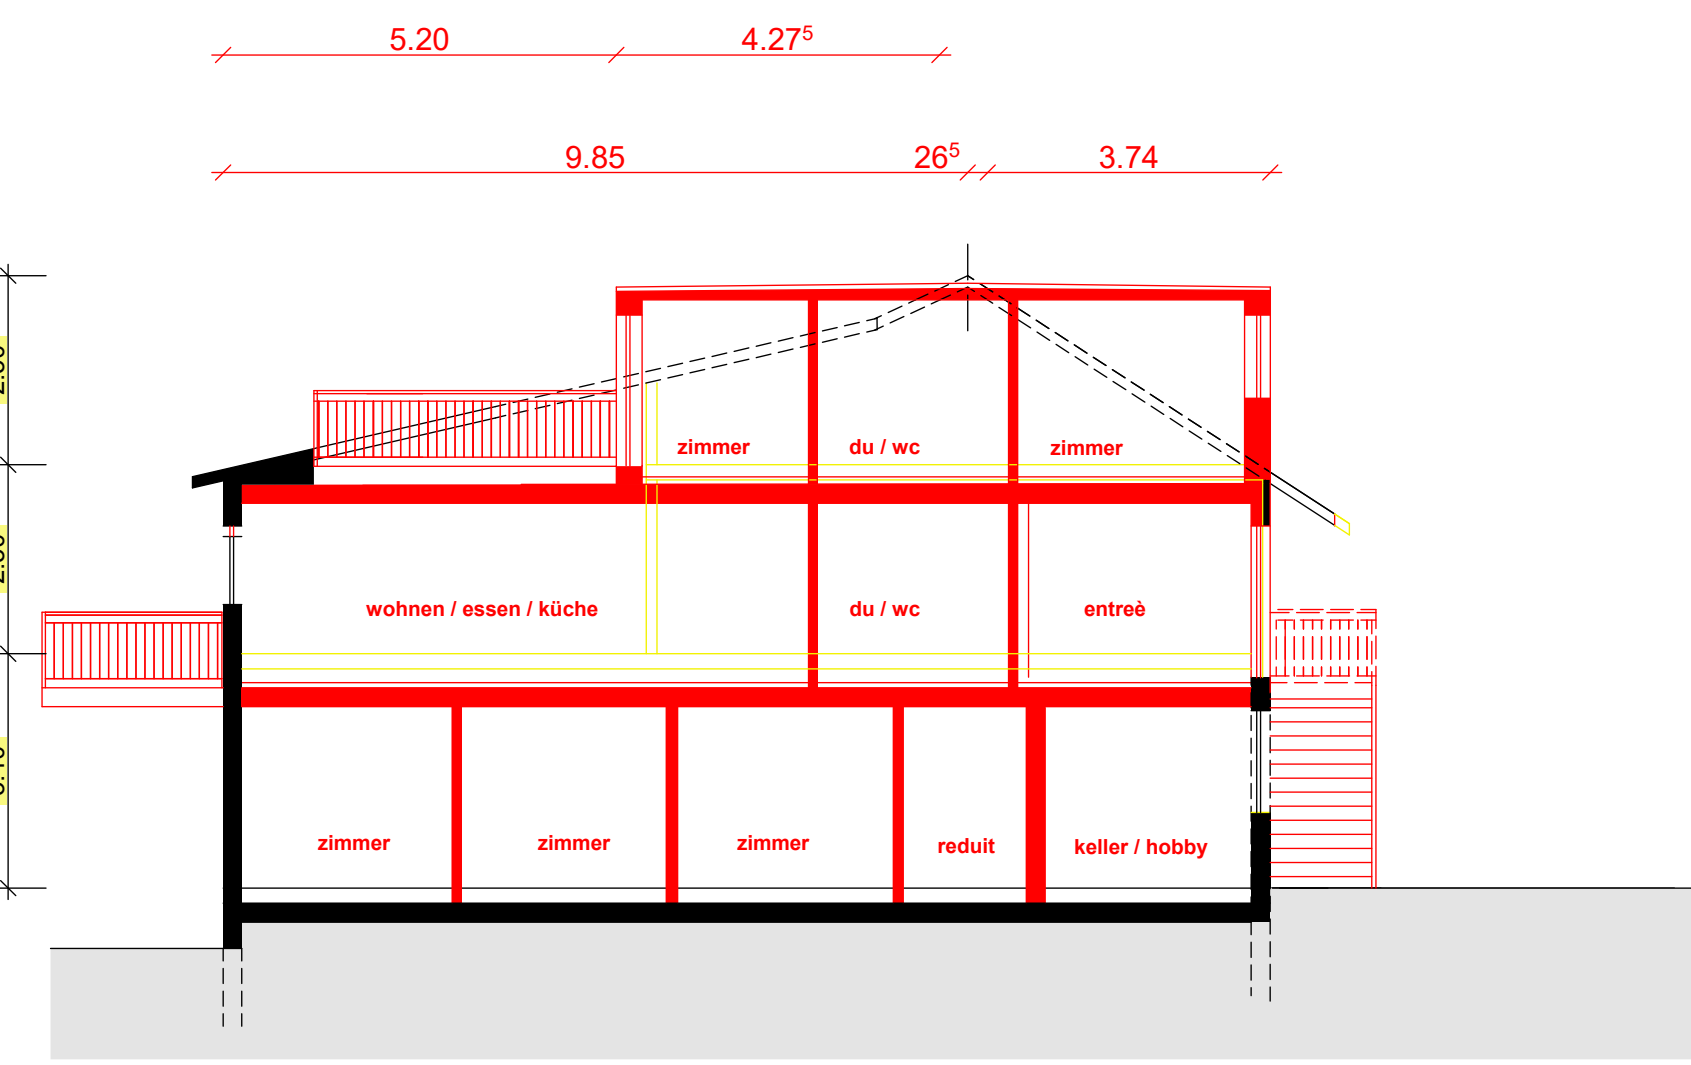 5.20
4.27⁵
9.85
26⁵
3.74
zimmer
du / wc
zimmer
wohnen / essen / küche
du / wc
entreè
zimmer
zimmer
zimmer
reduit
keller / hobby